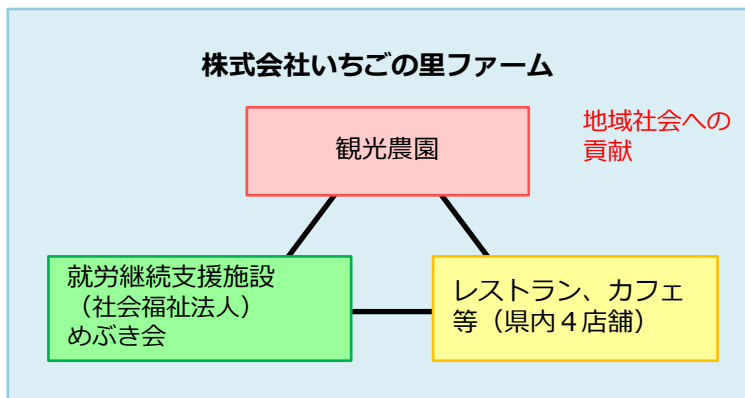 株式会社いちごの里ファーム
地域社会への
貢献
観光農園
就労継続支援施設
（社会福祉法人）
めぶき会
レストラン、カフェ
等（県内４店舗）